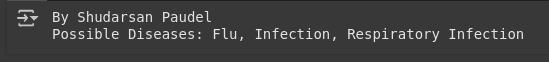 By Shudarsan Paudel
Possible Diseases: Flu, Infection, Respiratory Infection